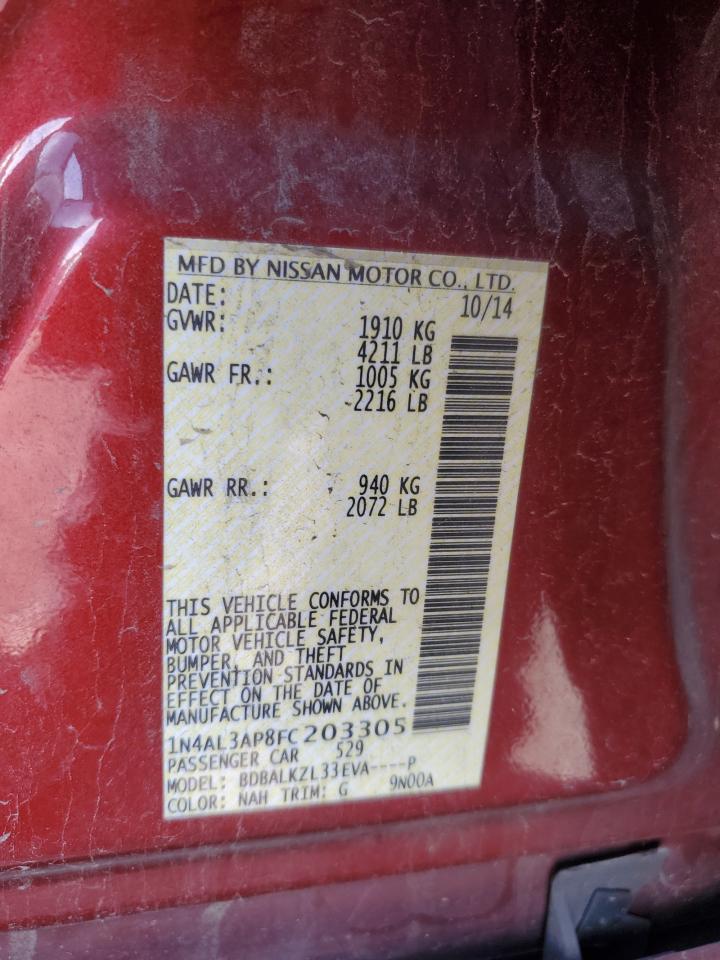 MFD BY NISSAN MOTOR CO., LTD.
DATE: 10/14
GVWR: 1910 KG
4211 LB
GAWR FR.: 1005 KG
2216 LB
GAWR RR.: 940 KG
2072 LB
THIS VEHICLE CONFORMS TO
ALL APPLICABLE FEDERAL
MOTOR VEHICLE SAFETY,
BUMPER, AND THEFT
PREVENTION STANDARDS IN
EFFECT ON THE DATE OF
MANUFACTURE SHOWN ABOVE.
1N4AL3AP8FC203305
PASSENGER CAR 529
MODEL: BDBALKZL33EVA----P
COLOR: NAH TRIM: G 9N00A